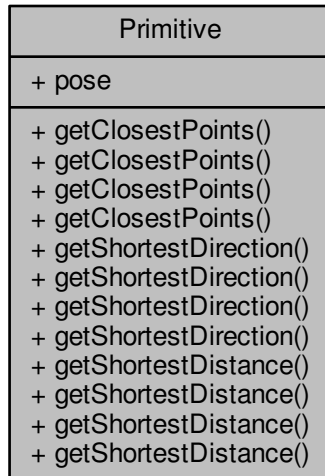 Primitive
+ pose
+ getClosestPoints()
+ getClosestPoints()
+ getClosestPoints()
+ getClosestPoints()
+ getShortestDirection()
+ getShortestDirection()
+ getShortestDirection()
+ getShortestDirection()
+ getShortestDistance()
+ getShortestDistance()
+ getShortestDistance()
+ getShortestDistance()